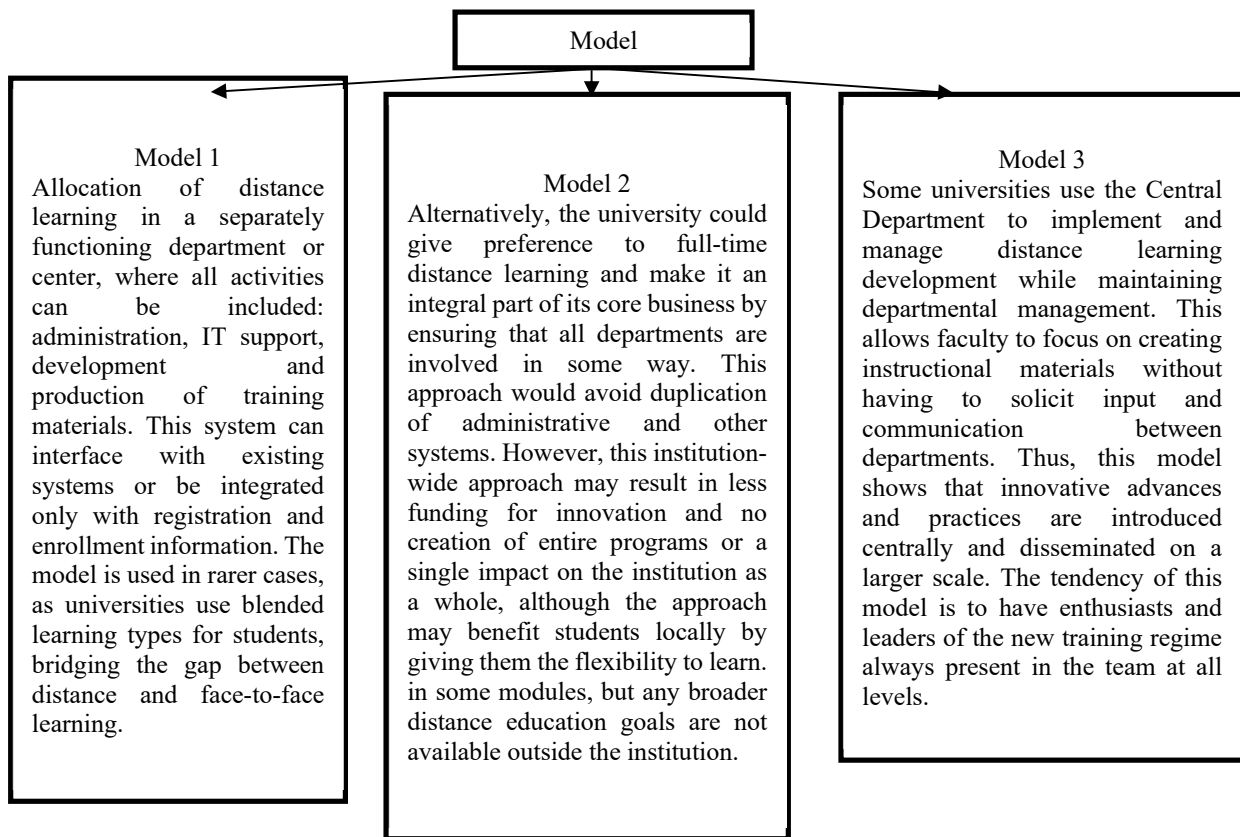 Model
Model 1
Allocation of distance
learning in a separately
functioning department or
center, where all activities
can be included:
administration, IT support,
development and
production of training
materials. This system can
interface with existing
systems or be integrated
only with registration and
enrollment information. The
model is used in rarer cases,
as universities use blended
learning types for students,
bridging the gap between
distance and face-to-face
learning.
Model 2
Alternatively, the university could
give preference to full-time
distance learning and make it an
integral part of its core business by
ensuring that all departments are
involved in some way. This
approach would avoid duplication
of administrative and other
systems. However, this institution-
wide approach may result in less
funding for innovation and no
creation of entire programs or a
single impact on the institution as
a whole, although the approach
may benefit students locally by
giving them the flexibility to learn.
in some modules, but any broader
distance education goals are not
available outside the institution.
Model 3
Some universities use the Central
Department to implement and
manage distance learning
development while maintaining
departmental management. This
allows faculty to focus on creating
instructional materials without
having to solicit input and
communication between
departments. Thus, this model
shows that innovative advances
and practices are introduced
centrally and disseminated on a
larger scale. The tendency of this
model is to have enthusiasts and
leaders of the new training regime
always present in the team at all
levels.